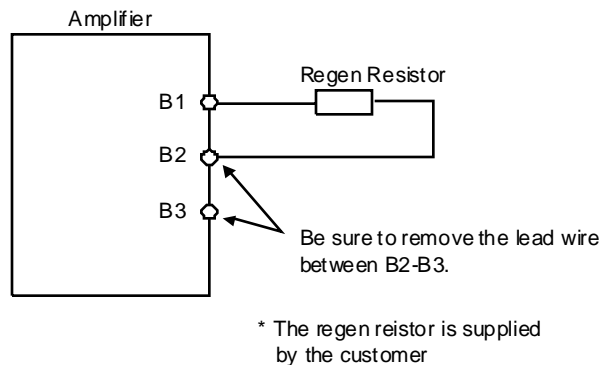 Amplifier
Regen Resistor
B1
B2
B3
Be sure to remove the lead wire
between B2-B3.
* The regen reistor is supplied
by the customer